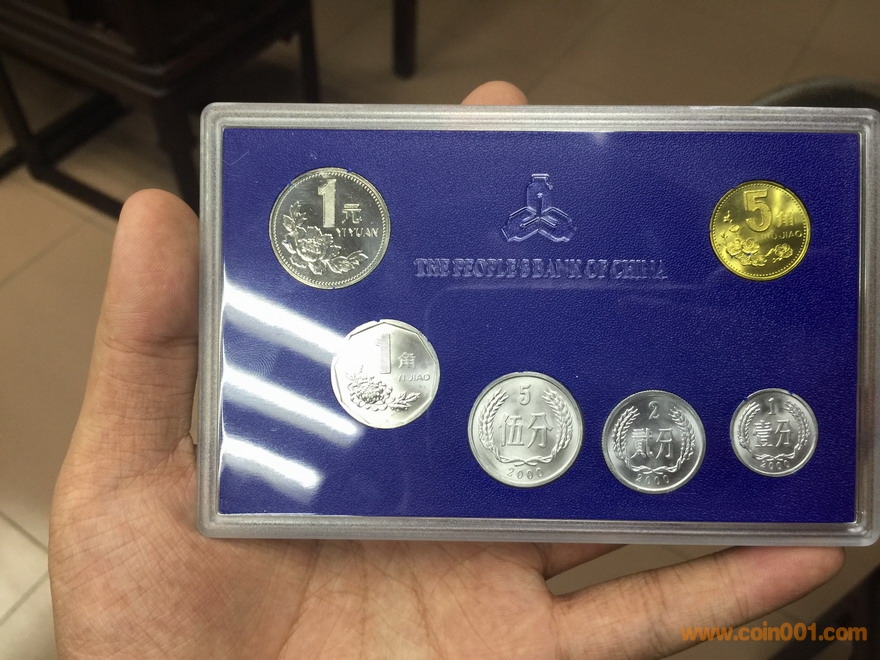 1元
YI YUAN
THE PEOPLE'S BANK OF CHINA
5角
WU JIAO
1角
YI JIAO
5
伍分
2000
2
贰分
2000
1
壹分
2000
www.coin001.com